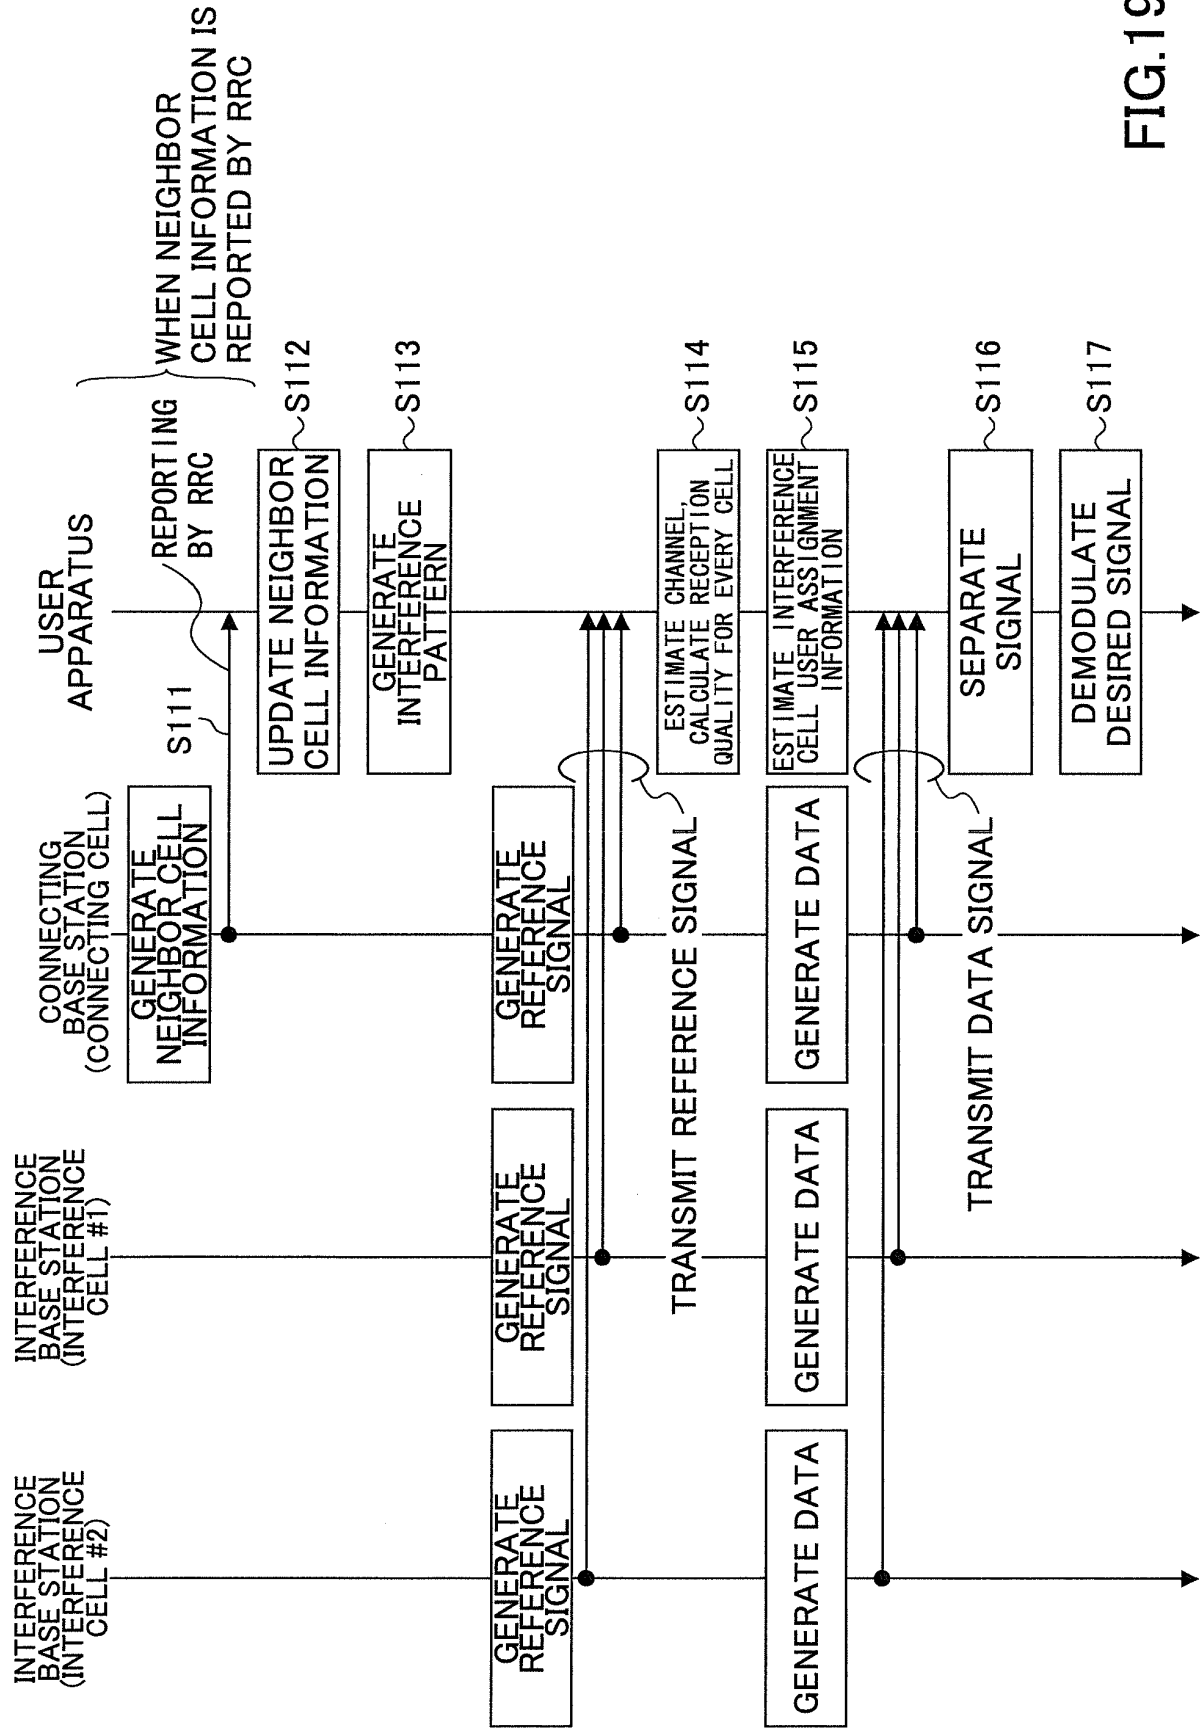 INTERFERENCE
BASE STATION
(INTERFERENCE
CELL #2)
INTERFERENCE
BASE STATION
(INTERFERENCE
CELL #1)
CONNECTING
BASE STATION
(CONNECTING CELL)
USER
APPARATUS
GENERATE
NEIGHBOR CELL
INFORMATION
S111
REPORTING
BY RRC
WHEN NEIGHBOR
CELL INFORMATION IS
REPORTED BY RRC
UPDATE NEIGHBOR
CELL INFORMATION
S112
GENERATE
INTERFERENCE
PATTERN
S113
GENERATE
REFERENCE
SIGNAL
GENERATE
REFERENCE
SIGNAL
GENERATE
REFERENCE
SIGNAL
TRANSMIT REFERENCE SIGNAL
ESTIMATE CHANNEL,
CALCULATE RECEPTION
QUALITY FOR EVERY CELL
S114
GENERATE DATA
GENERATE DATA
GENERATE DATA
ESTIMATE INTERFERENCE
CELL USER ASSIGNMENT
INFORMATION
S115
TRANSMIT DATA SIGNAL
SEPARATE
SIGNAL
S116
DEMODULATE
DESIRED SIGNAL
S117
FIG.19